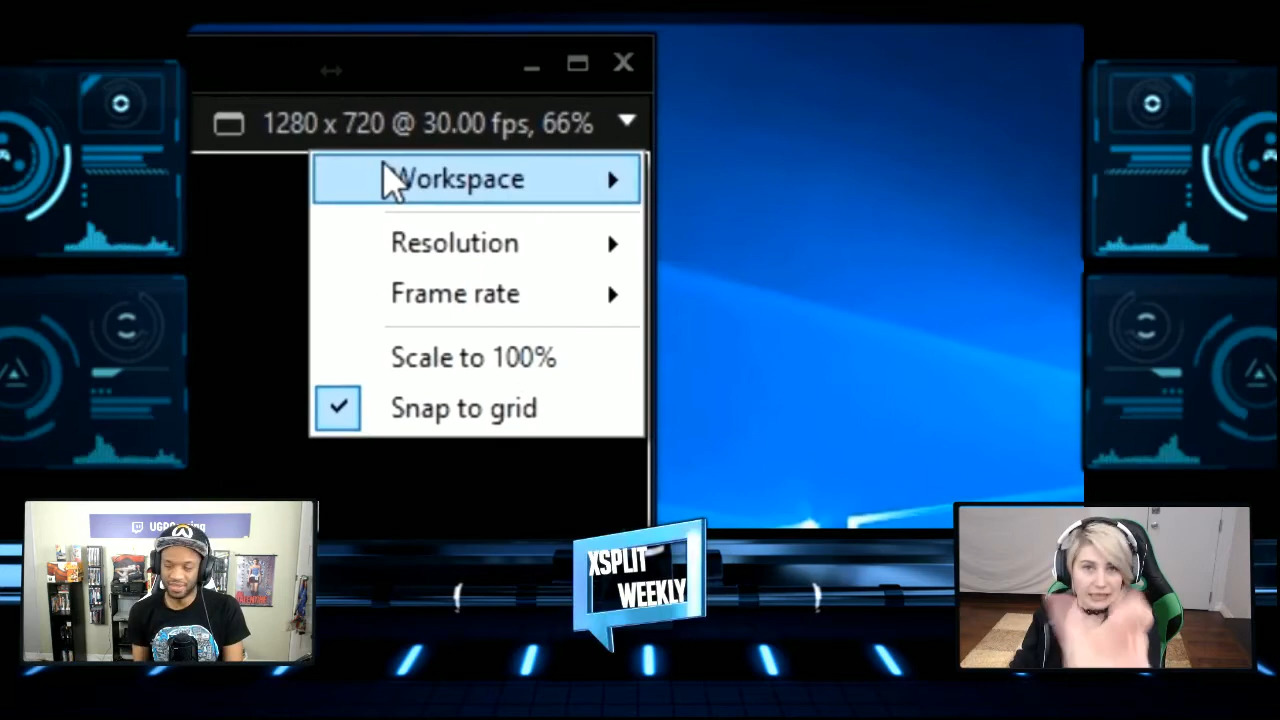 1280 x 720 @ 30.00 fps, 66%
Workspace
Resolution
Frame rate
Scale to 100%
Snap to grid
XSPLIT
WEEKLY